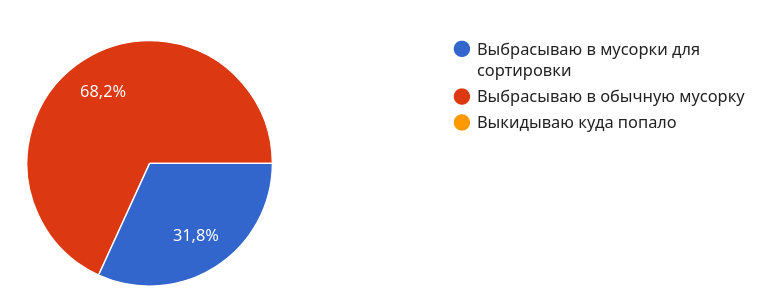 68,2%
31,8%
Выбрасываю в мусорки для
сортировки
Выбрасываю в обычную мусорку
Выкидываю куда попало